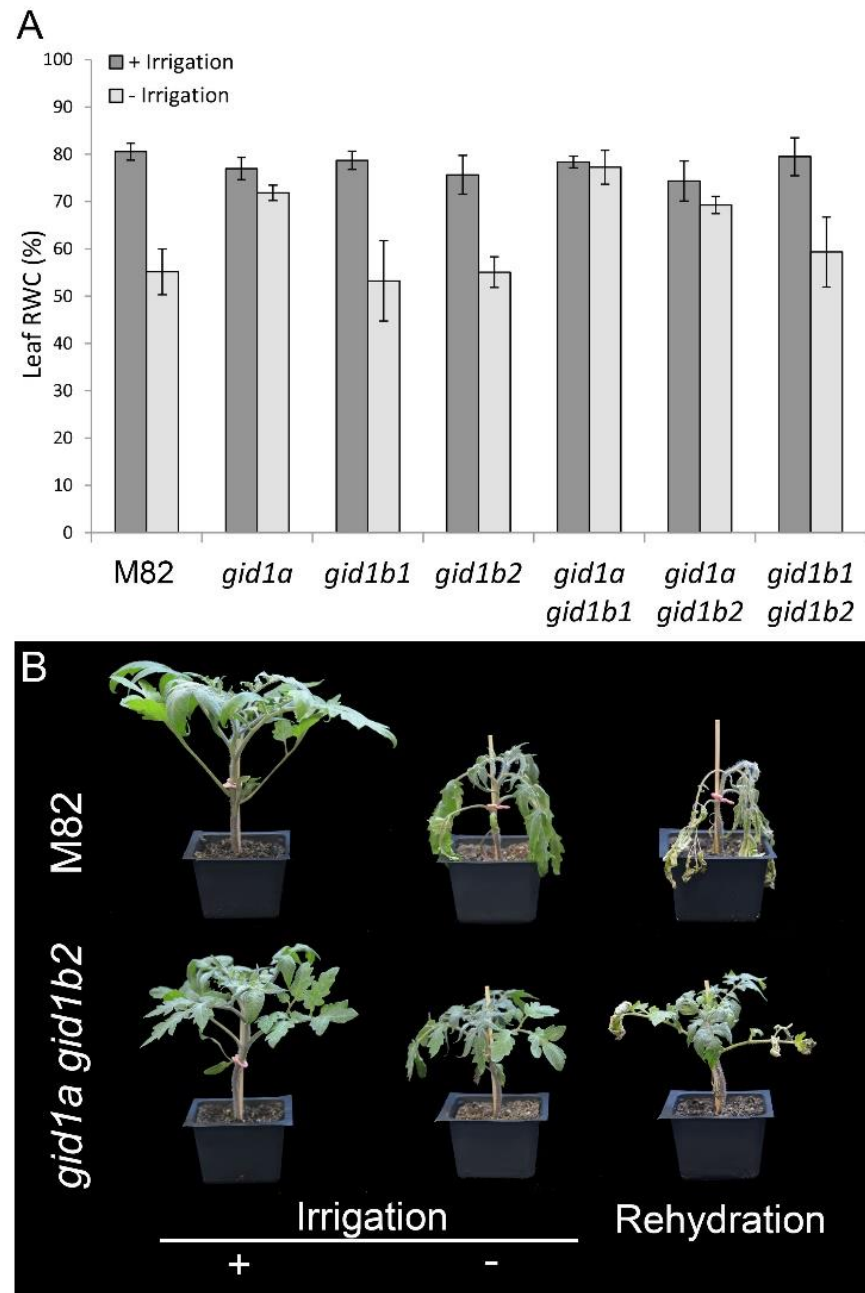 A
+ Irrigation
- Irrigation
Leaf RWC (%)
100
90
80
70
60
50
40
30
20
10
0
M82
gid1a
gid1b1
gid1b2
gid1a
gid1b1
gid1a
gid1b2
gid1b1
gid1b2
B
M82
gid1a gid1b2
Irrigation
Rehydration
+
-